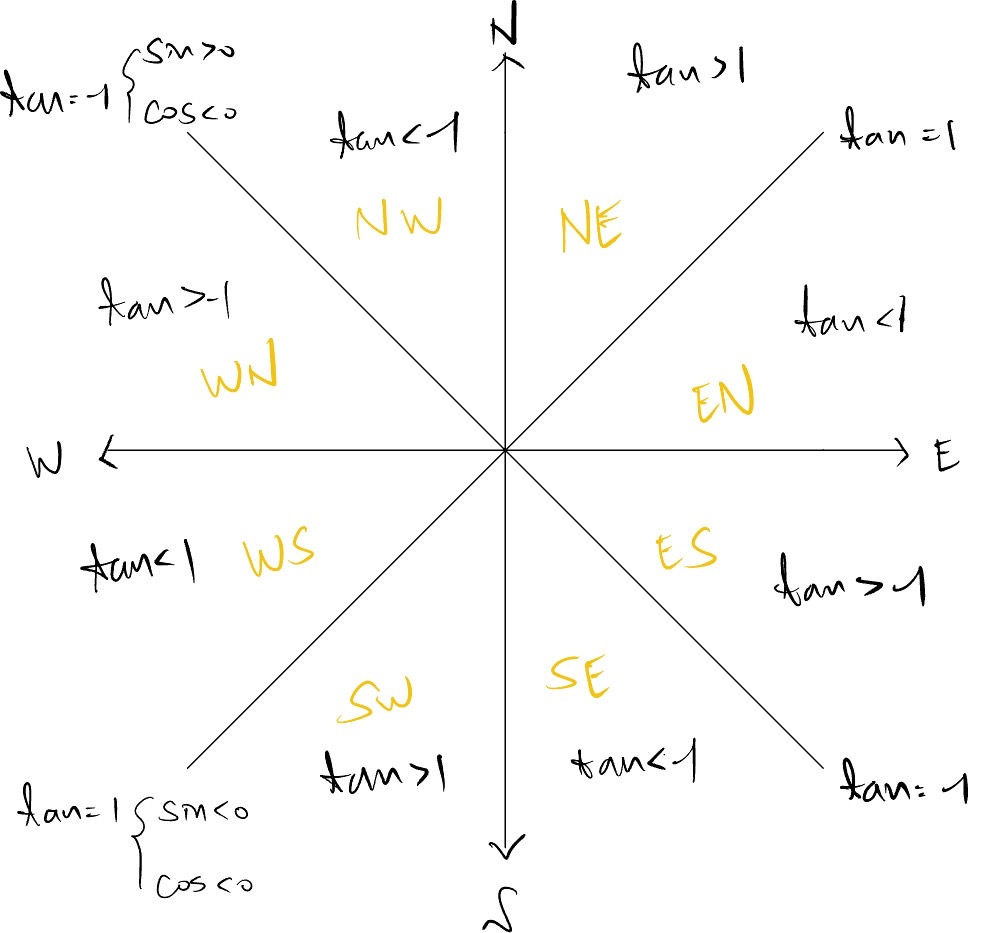 N
sin>0
tan=-1
cos<0
tan>1
tan<-1
tan=1
NW
NE
tan>-1
tan<1
WN
EN
W
E
tan<1
WS
ES
tan>-1
SW
SE
tan>1
tan<-1
tan=-1
tan=1
sin<0
cos<0
S